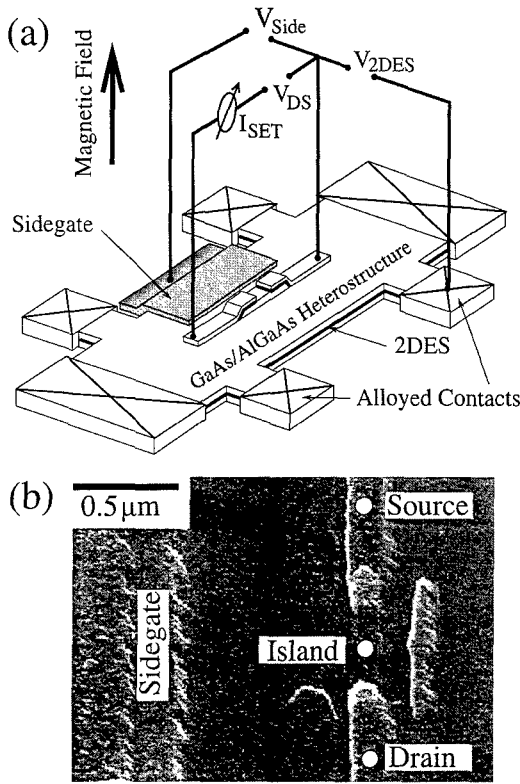 (a)
V_Side
V_2DES
V_DS
I_SET
Magnetic Field
Sidegate
GaAs/AlGaAs Heterostructure
2DES
Alloyed Contacts
(b)
0.5μm
Source
Sidegate
Island
Drain